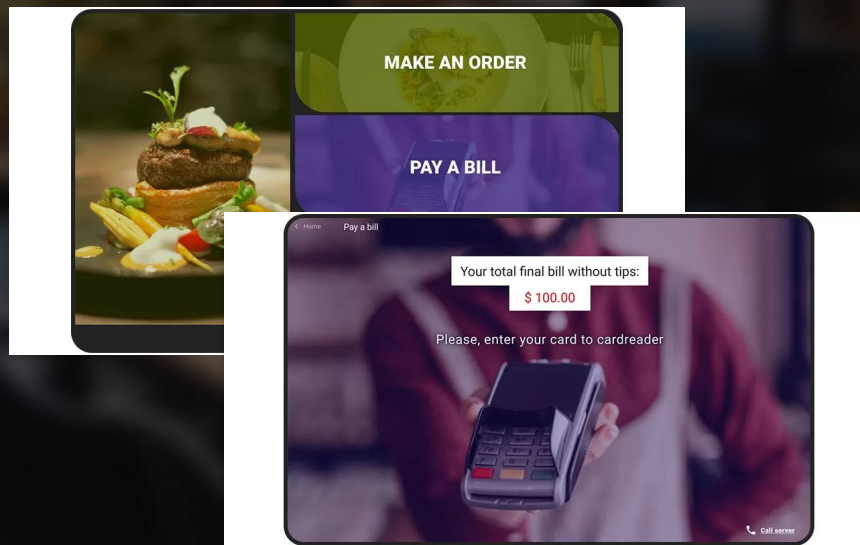 MAKE AN ORDER
PAY A BILL
Home
Pay a bill
Your total final bill without tips:
$ 100.00
Please, enter your card to cardreader
Call server